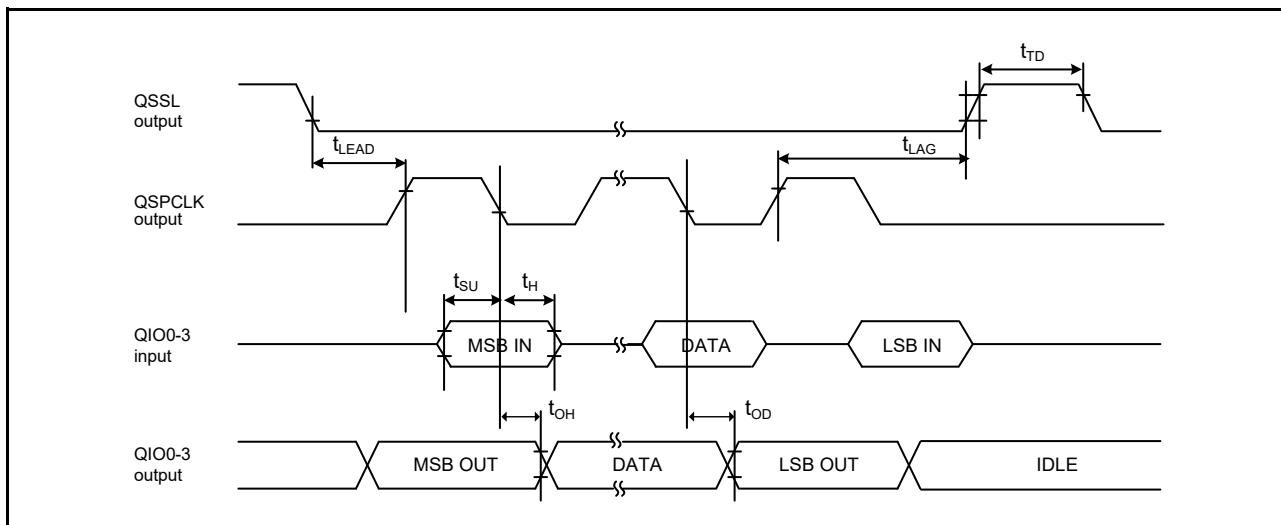 t_TD
QSSL
output
t_LEAD
t_LAG
QSPCLK
output
t_SU
t_H
QIO0-3
input
MSB IN
DATA
LSB IN
t_OH
t_OD
QIO0-3
output
MSB OUT
DATA
LSB OUT
IDLE